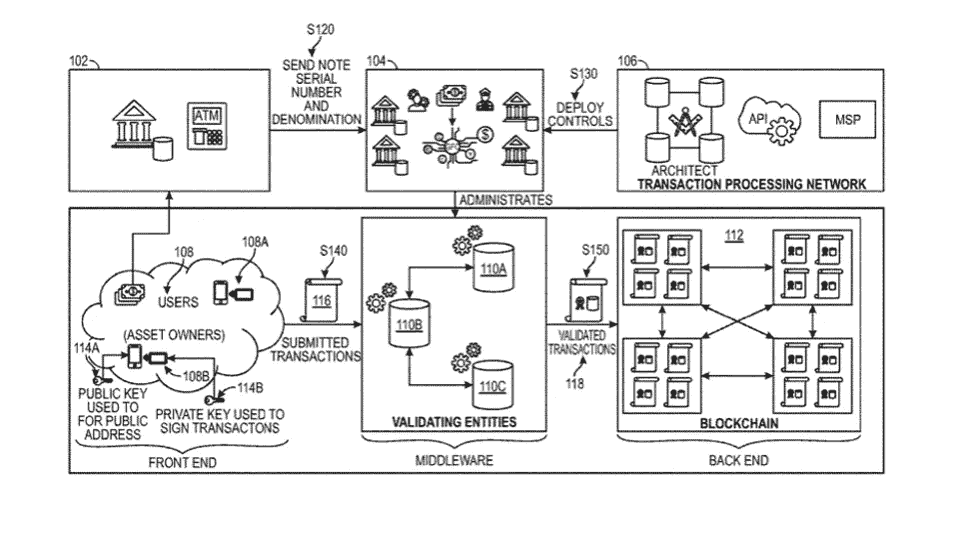 S120
102
SEND NOTE
SERIAL
NUMBER
AND
DENOMINATION
104
S130
DEPLOY
CONTROLS
106
ATM
$
API
MSP
ARCHITECT
TRANSACTION PROCESSING NETWORK
ADMINISTRATES
108
108A
USERS
(ASSET OWNERS)
114A
108B
114B
PUBLIC KEY
USED TO
FOR PUBLIC
ADDRESS
PRIVATE KEY USED TO
SIGN TRANSACTONS
FRONT END
S140
116
SUBMITTED
TRANSACTIONS
110A
110B
110C
VALIDATING ENTITIES
MIDDLEWARE
S150
VALIDATED
TRANSACTIONS
118
112
BLOCKCHAIN
BACK END